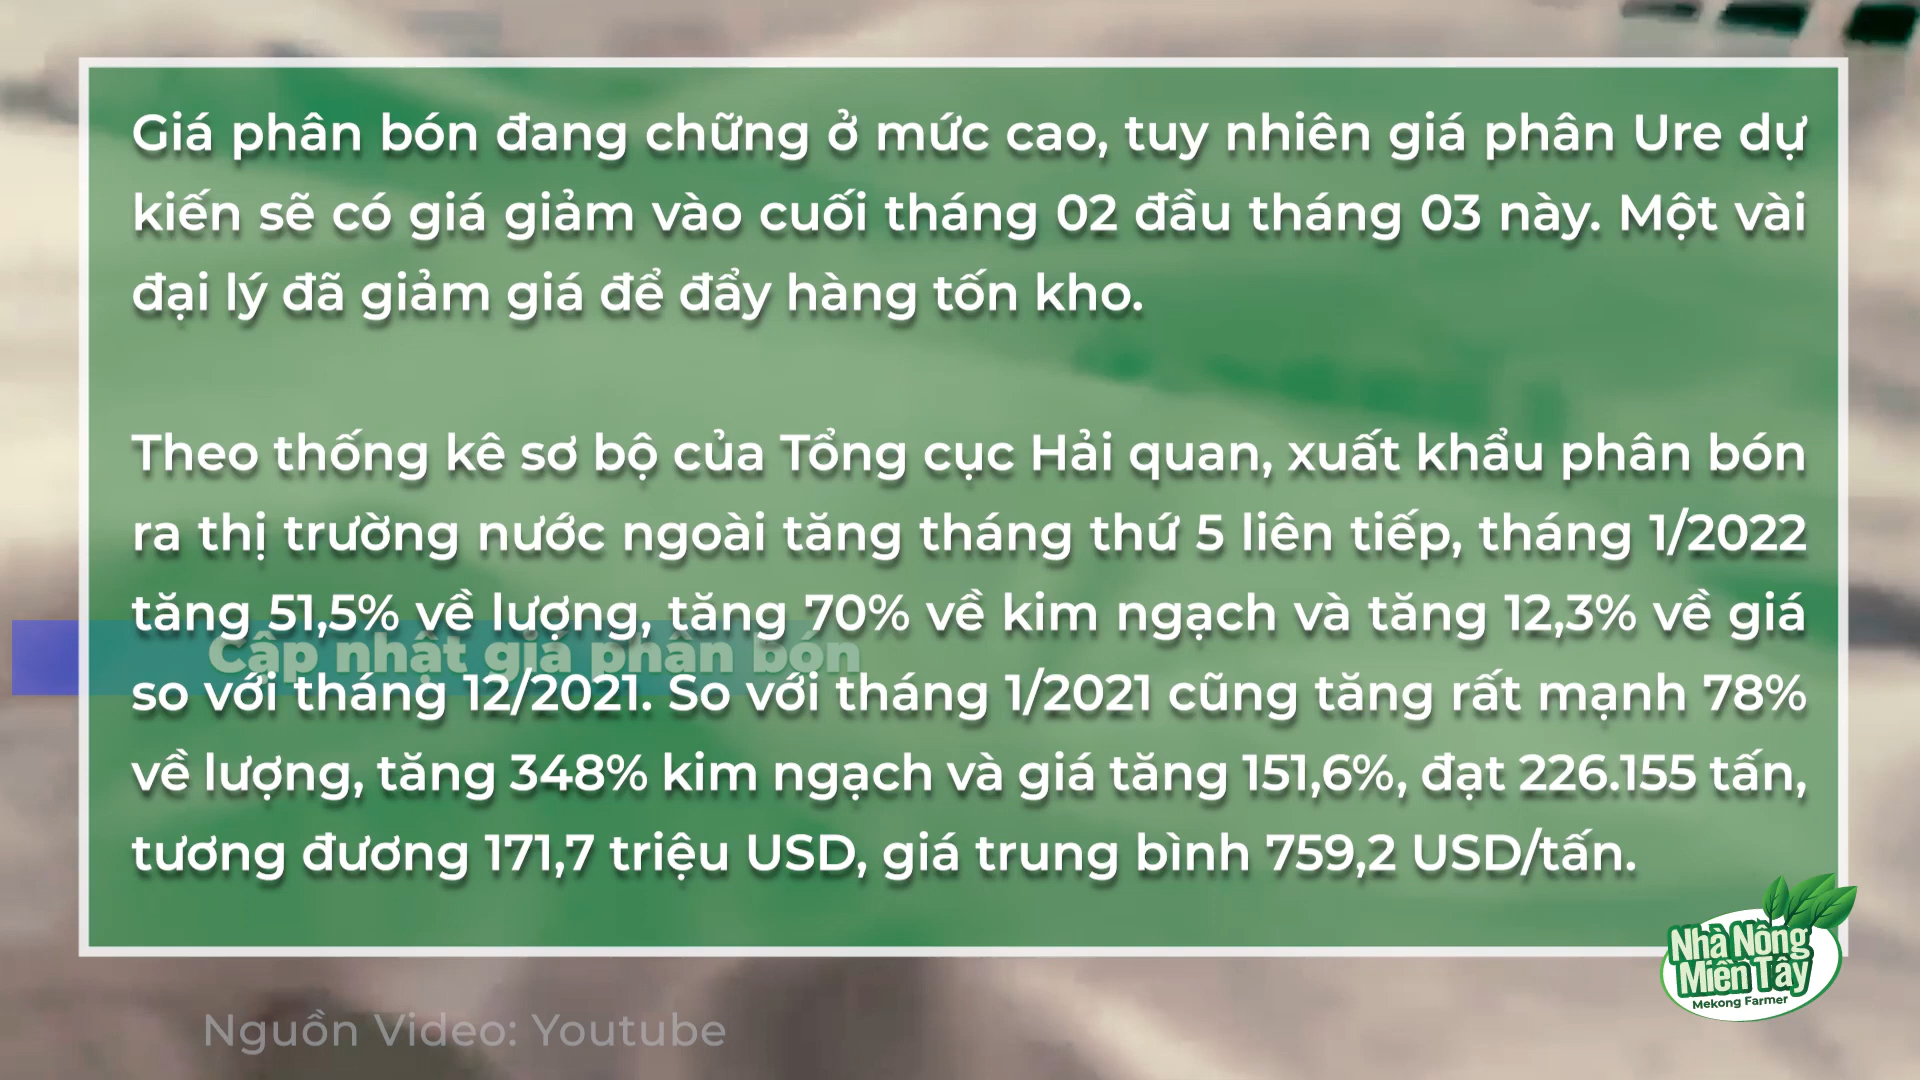 Giá phân bón đang chững ở mức cao, tuy nhiên giá phân Ure dự
kiến sẽ có giá giảm vào cuối tháng 02 đầu tháng 03 này. Một vài
đại lý đã giảm giá để đẩy hàng tốn kho.
Theo thống kê sơ bộ của Tổng cục Hải quan, xuất khẩu phân bón
ra thị trường nước ngoài tăng tháng thứ 5 liên tiếp, tháng 1/2022
tăng 51,5% về lượng, tăng 70% về kim ngạch và tăng 12,3% về giá
Cập nhật giá phân bón
so với tháng 12/2021. So với tháng 1/2021 cũng tăng rất mạnh 78%
về lượng, tăng 348% kim ngạch và giá tăng 151,6%, đạt 226.155 tấn,
tương đương 171,7 triệu USD, giá trung bình 759,2 USD/tấn.
Nhà Nông
Miền Tây
Mekong Farmer
Nguồn Video: Youtube